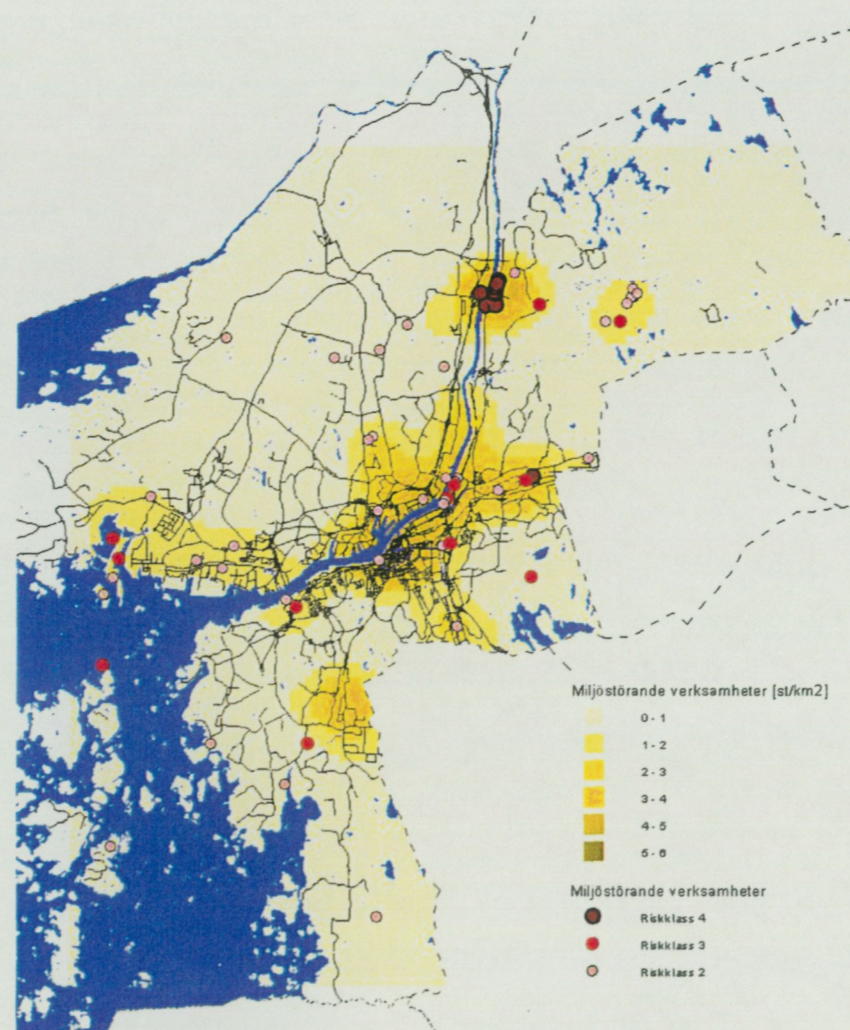 Miljöstörande verksamheter [st/km2]
0 - 1
1 - 2
2 - 3
3 - 4
4 - 5
5 - 6
Miljöstörande verksamheter
Riskklass 4
Riskklass 3
Riskklass 2